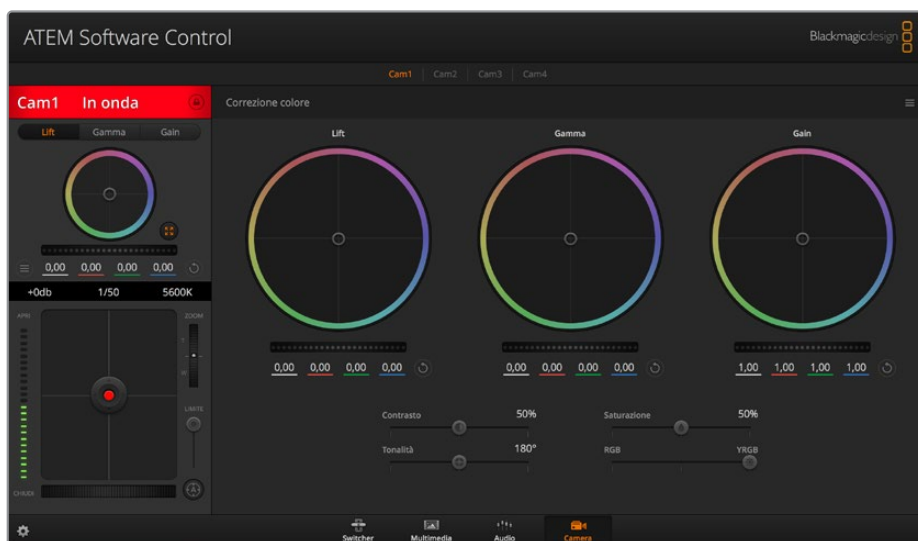 ATEM Software Control
Blackmagicdesign
Cam1 Cam2 Cam3 Cam4
Cam1 In onda
Correzione colore
Lift Gamma Gain
Lift
Gamma
Gain
0,00 0,00 0,00 0,00
+0db 1/50 5600K
APRI
ZOOM
T
W
LIMITE
CHIUDI
0,00 0,00 0,00 0,00
0,00 0,00 0,00 0,00
1,00 1,00 1,00 1,00
Contrasto 50%
Saturazione 50%
Tonalità 180°
RGB YRGB
Switcher
Multimedia
Audio
Camera